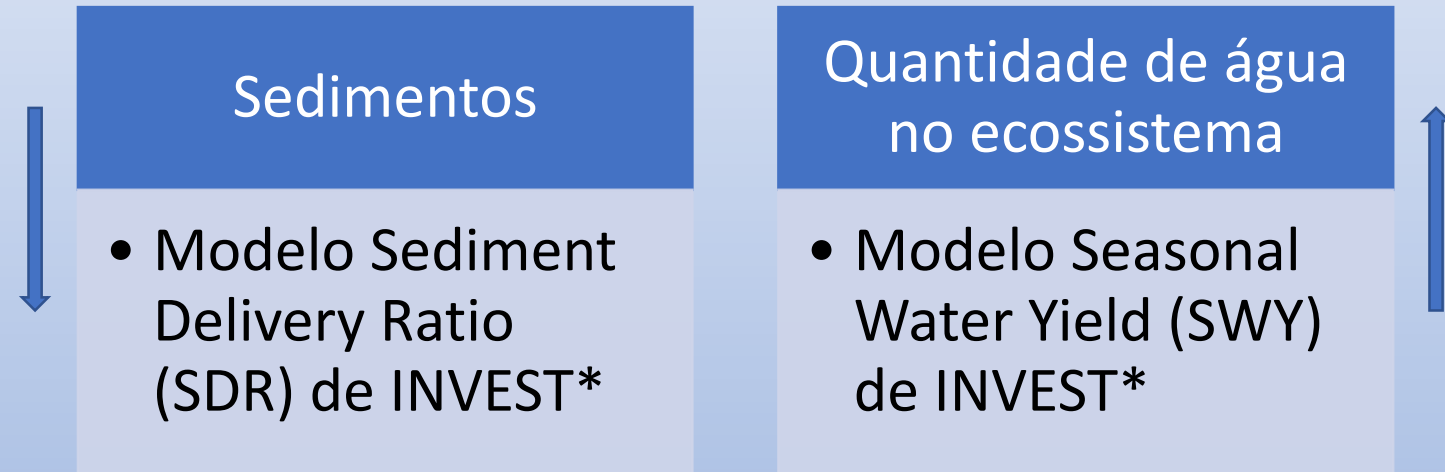 Sedimentos
• Modelo Sediment
Delivery Ratio
(SDR) de INVEST*
Quantidade de água
no ecossistema
• Modelo Seasonal
Water Yield (SWY)
de INVEST*